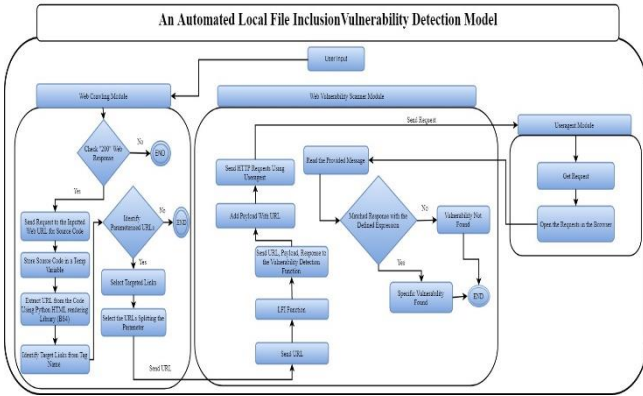 An Automated Local File InclusionVulnerability Detection Model
User Input
Web Crawling Module
Check "200" Web
Response
No
END
Yes
Send Request to the Inputted
Web URL for Source Code
Store Source Code in a Temp
Variable
Extract URL from the Code
Using Python HTML rendering
Library (BS4)
Identify Target Links from Tag
Name
Identify
Parameterized URLs
No
END
Yes
Select Targeted Links
Select the URLs Splitting the
Parameter
Send URL
Web Vulnerability Scanner Module
Send URL
LFI Function
Send URL, Payload, Response to
the Vulnerability Detection
Function
Add Payload With URL
Send HTTP Requests Using
Useragent
Send Request
Useragent Module
Get Request
Open the Requests in the Browser
Read the Provided Message
Matched Response with the
Defined Expression
No
Vulnerability Not
Found
Yes
Specific Vulnerability
Found
END